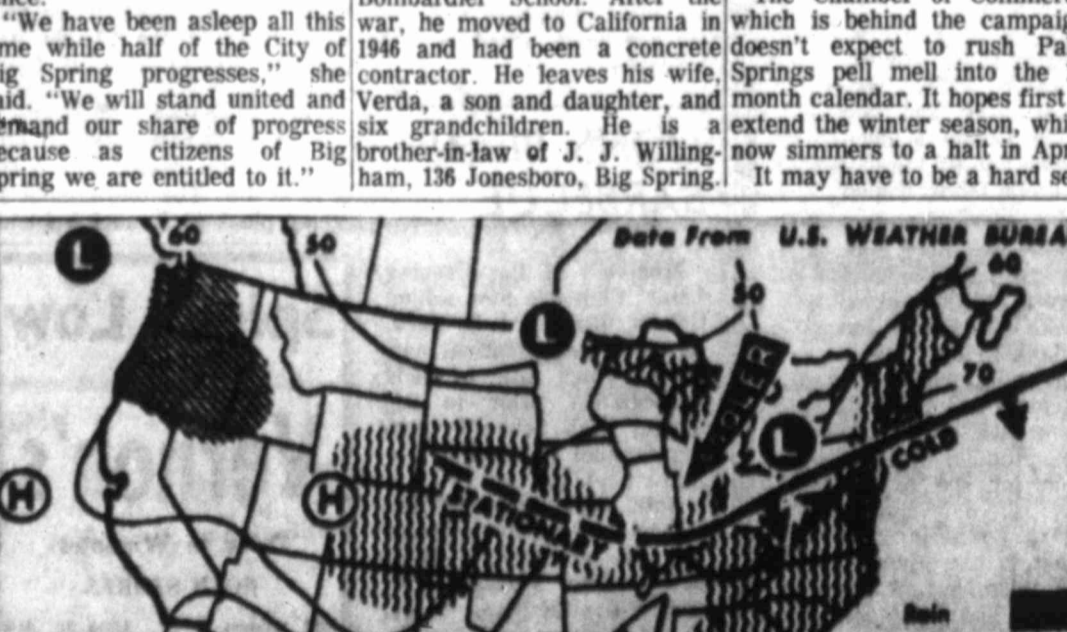 "We have been asleep all this
me while half of the City of
ig Spring progresses," she
aid. "We will stand united and
emand our share of progress
ecause as citizens of Big
pring we are entitled to it."
war, he moved to California in
1946 and had been a concrete
contractor. He leaves his wife,
Verda, a son and daughter, and
six grandchildren. He is a
brother-in-law of J. J. Willing-
ham, 136 Jonesboro, Big Spring.
which is behind the campaig
doesn't expect to rush Pa
Springs pell mell into the
month calendar. It hopes first
extend the winter season, whi
now simmers to a halt in Apr
It may have to be a hard se
Data From U.S. WEATHER BUREA
L
60
50
50
60
L
COOLER
70
L
COLD
H
H
STATIONARY
Rain